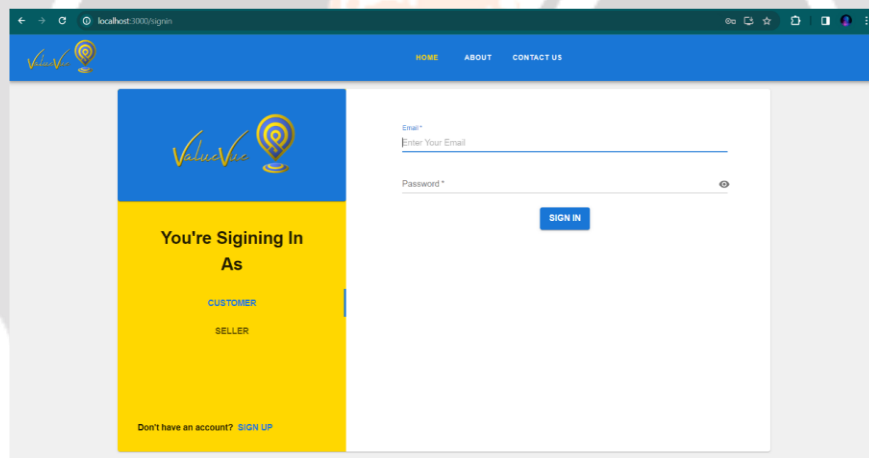 localhost:3000/signin
ValueVue
HOME ABOUT CONTACT US
ValueVue
Email *
Enter Your Email
Password *
SIGN IN
You're Sigining In
As
CUSTOMER
SELLER
Don't have an account? SIGN UP